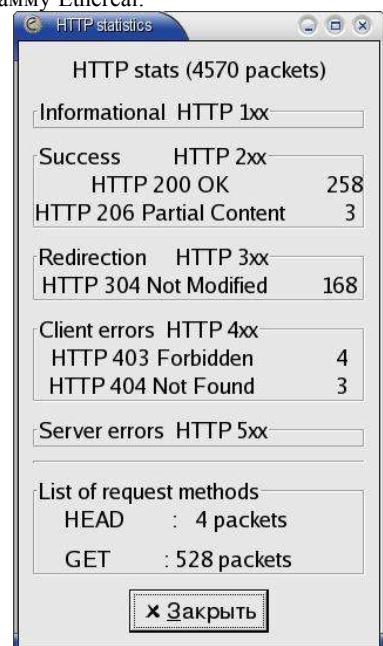 Ethereal.
HTTP statistics
HTTP stats (4570 packets)
Informational HTTP 1xx
Success HTTP 2xx
HTTP 200 OK 258
HTTP 206 Partial Content 3
Redirection HTTP 3xx
HTTP 304 Not Modified 168
Client errors HTTP 4xx
HTTP 403 Forbidden 4
HTTP 404 Not Found 3
Server errors HTTP 5xx
List of request methods
HEAD : 4 packets
GET : 528 packets
Закрыть